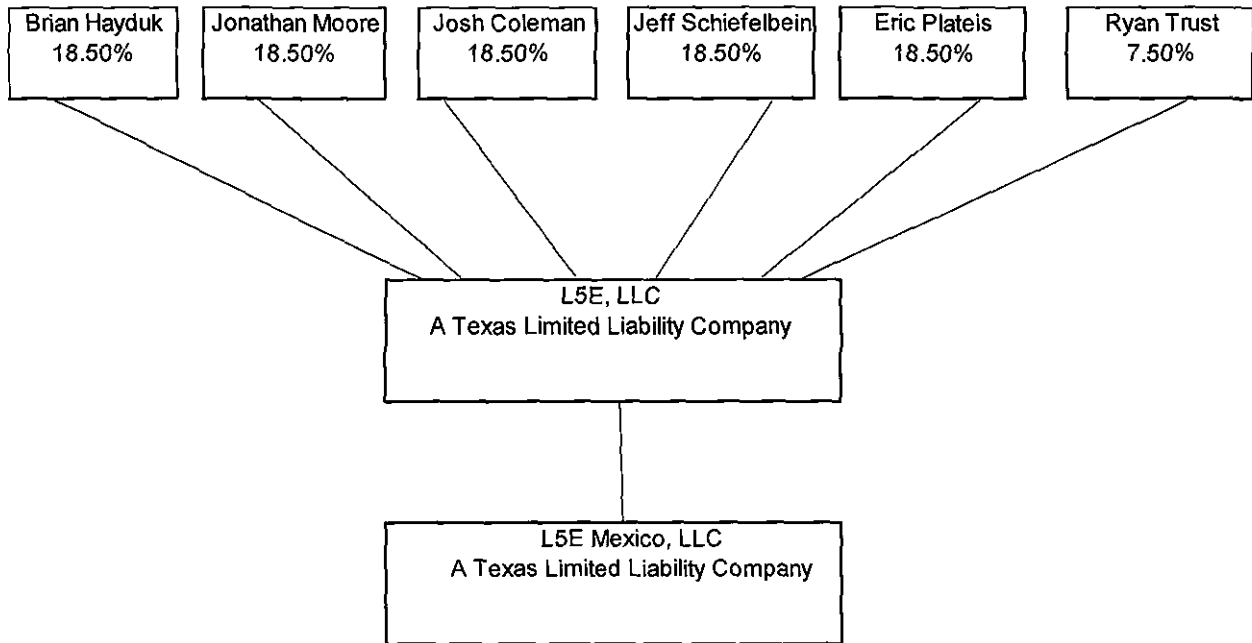 Brian Hayduk
18.50%
Jonathan Moore
18.50%
Josh Coleman
18.50%
Jeff Schiefelbein
18.50%
Eric Plateis
18.50%
Ryan Trust
7.50%
L5E, LLC
A Texas Limited Liability Company
L5E Mexico, LLC
A Texas Limited Liability Company